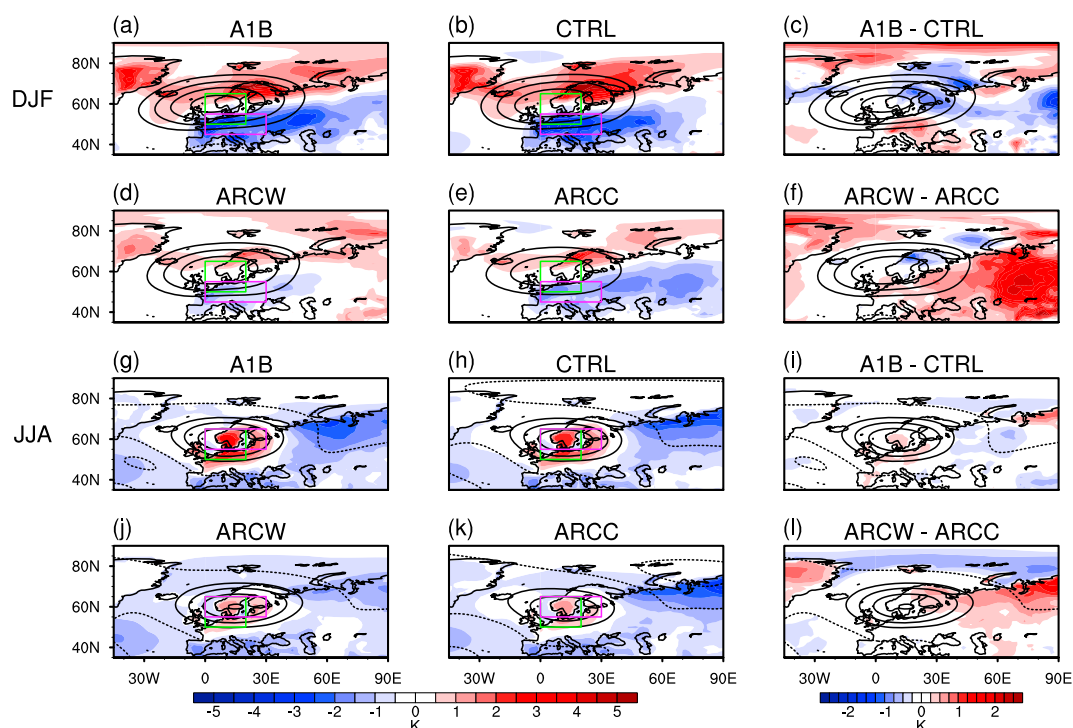 (a) A1B (b) CTRL (c) A1B - CTRL
80N
DJF 60N
40N
(d) ARCW (e) ARCC (f) ARCW - ARCC
80N
60N
40N
(g) A1B (h) CTRL (i) A1B - CTRL
80N
JJA 60N
40N
(j) ARCW (k) ARCC (l) ARCW - ARCC
80N
60N
40N
30W 0 30E 60E 90E 30W 0 30E 60E 90E 30W 0 30E 60E 90E
-5 -4 -3 -2 -1 0 1 2 3 4 5 -2 -1 0 1 2
K K